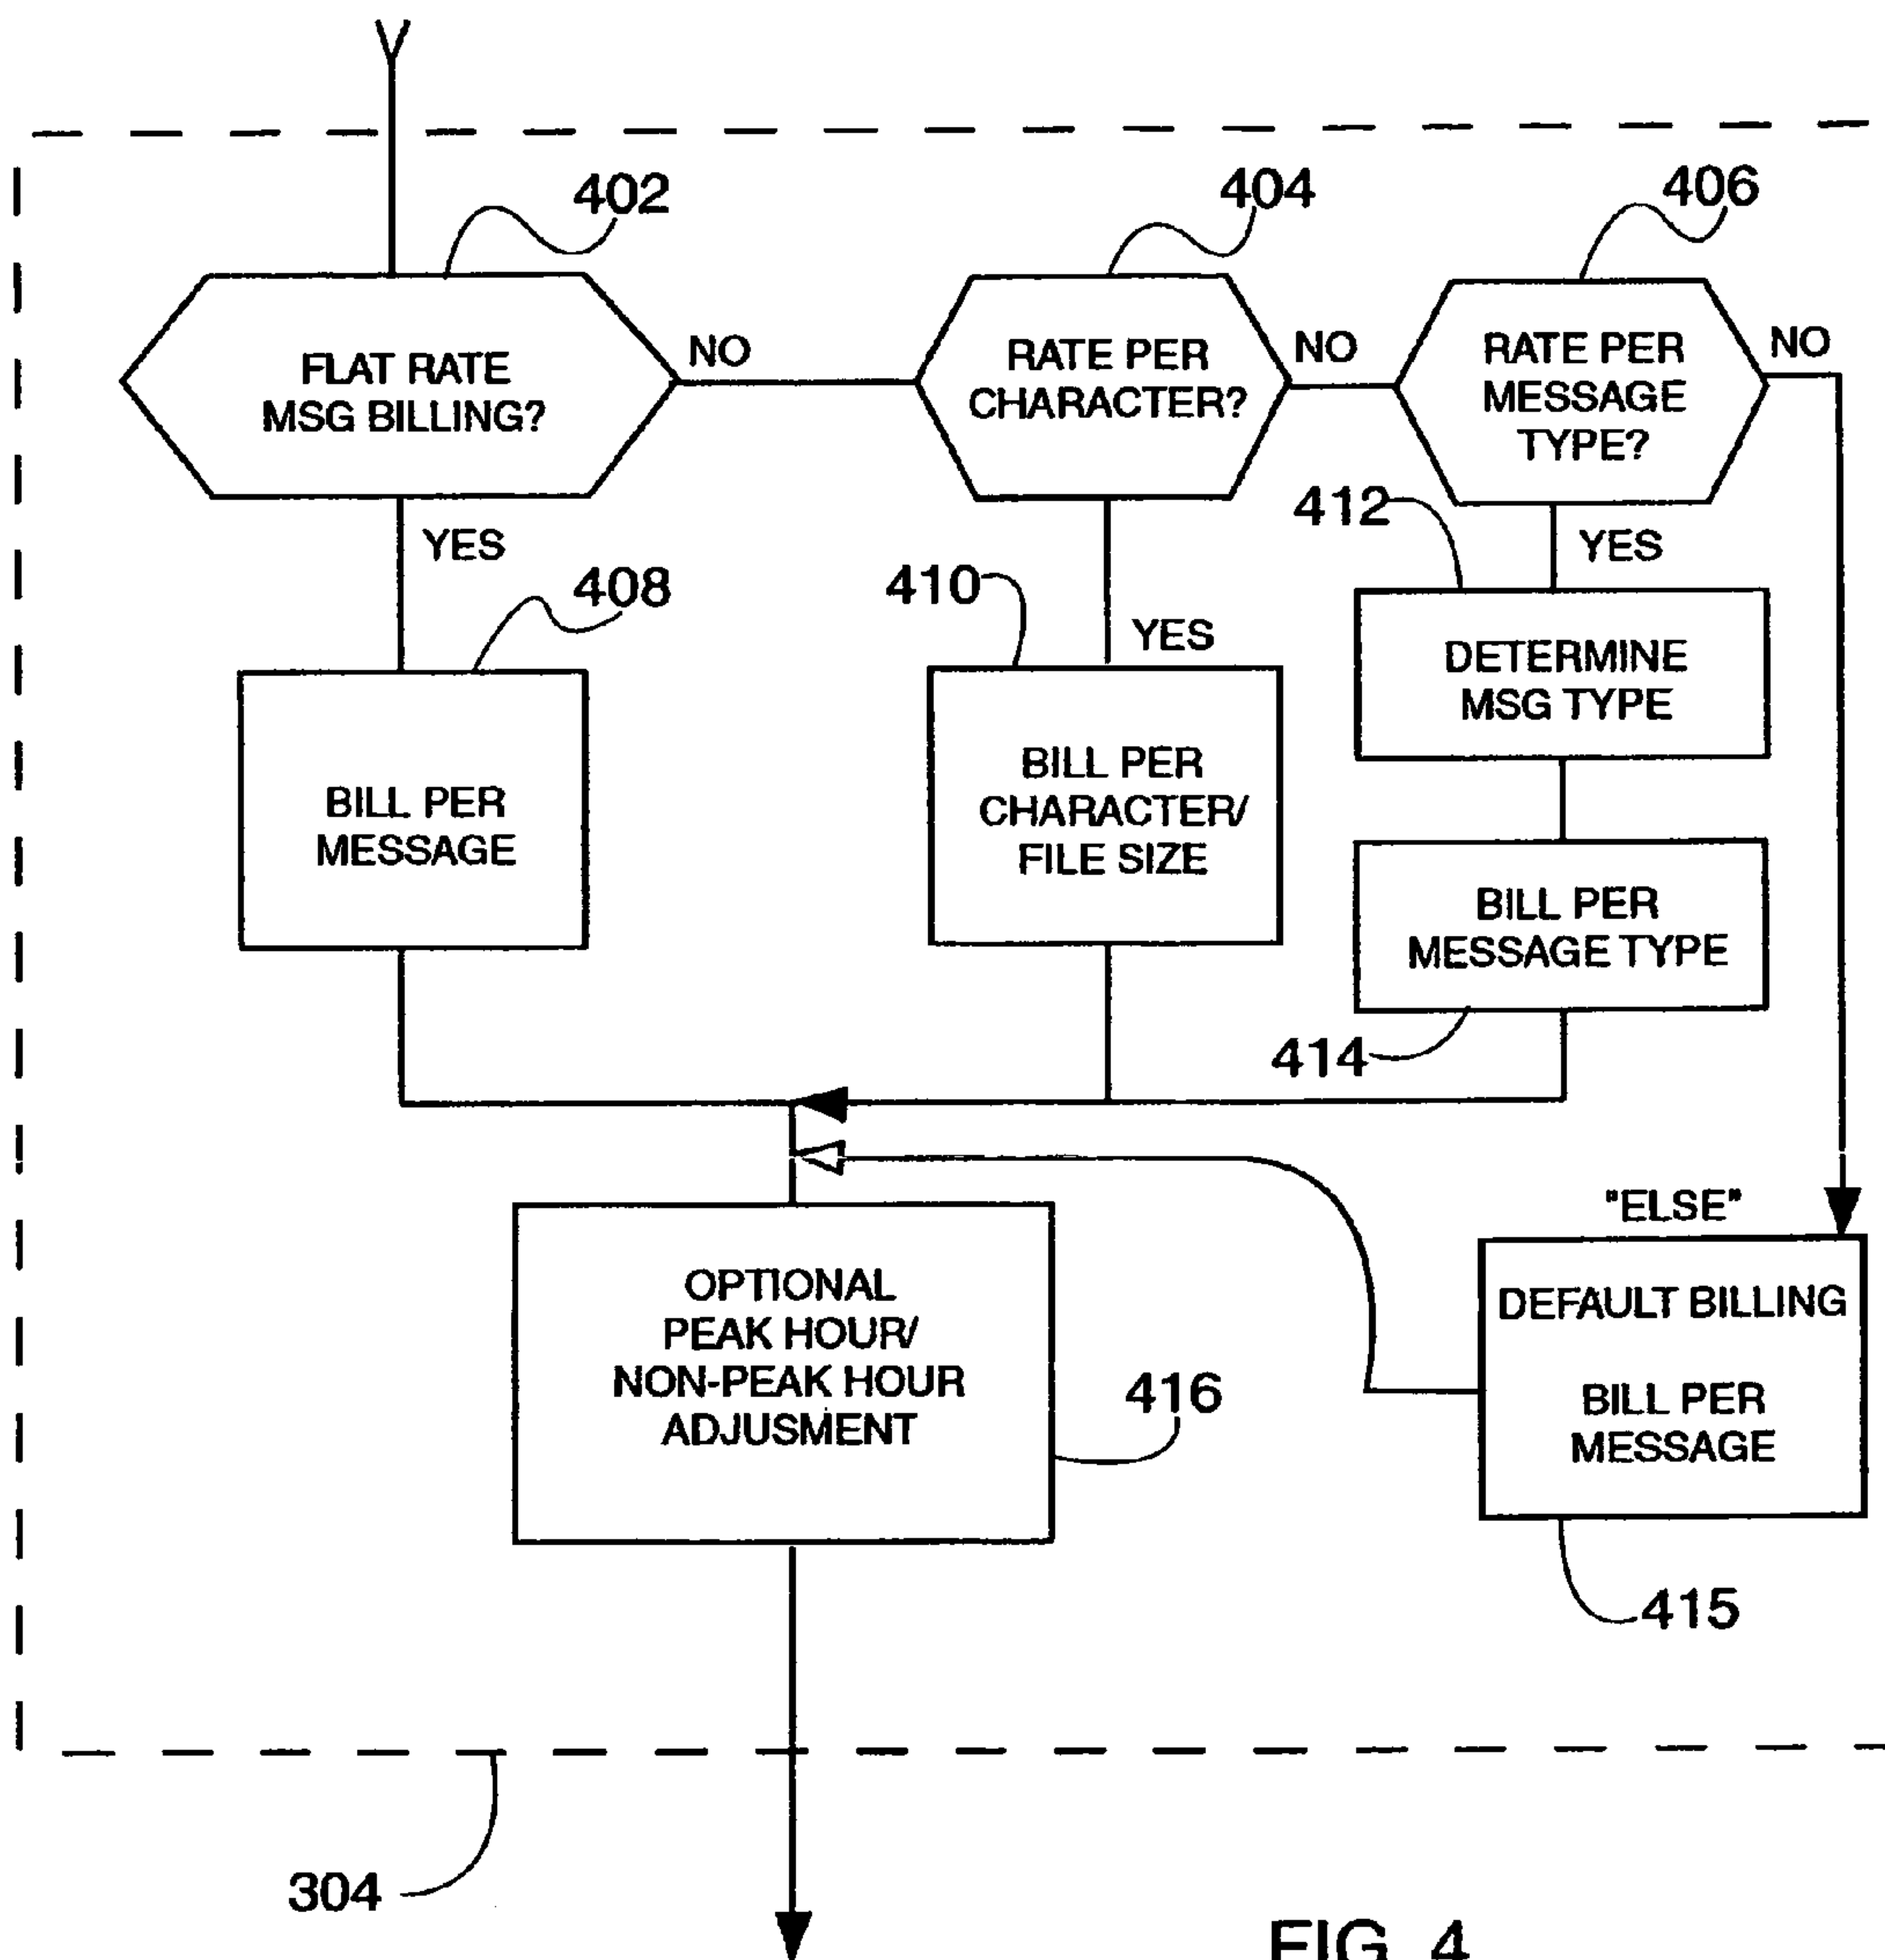 402
404
406
FLAT RATE
MSG BILLING?
NO
RATE PER
CHARACTER?
NO
RATE PER
MESSAGE
TYPE?
NO
YES
408
410
YES
412
YES
BILL PER
MESSAGE
BILL PER
CHARACTER/
FILE SIZE
DETERMINE
MSG TYPE
BILL PER
MESSAGE TYPE
414
"ELSE"
OPTIONAL
PEAK HOUR/
NON-PEAK HOUR
ADJUSMENT
416
DEFAULT BILLING
BILL PER
MESSAGE
415
304
FIG. 4